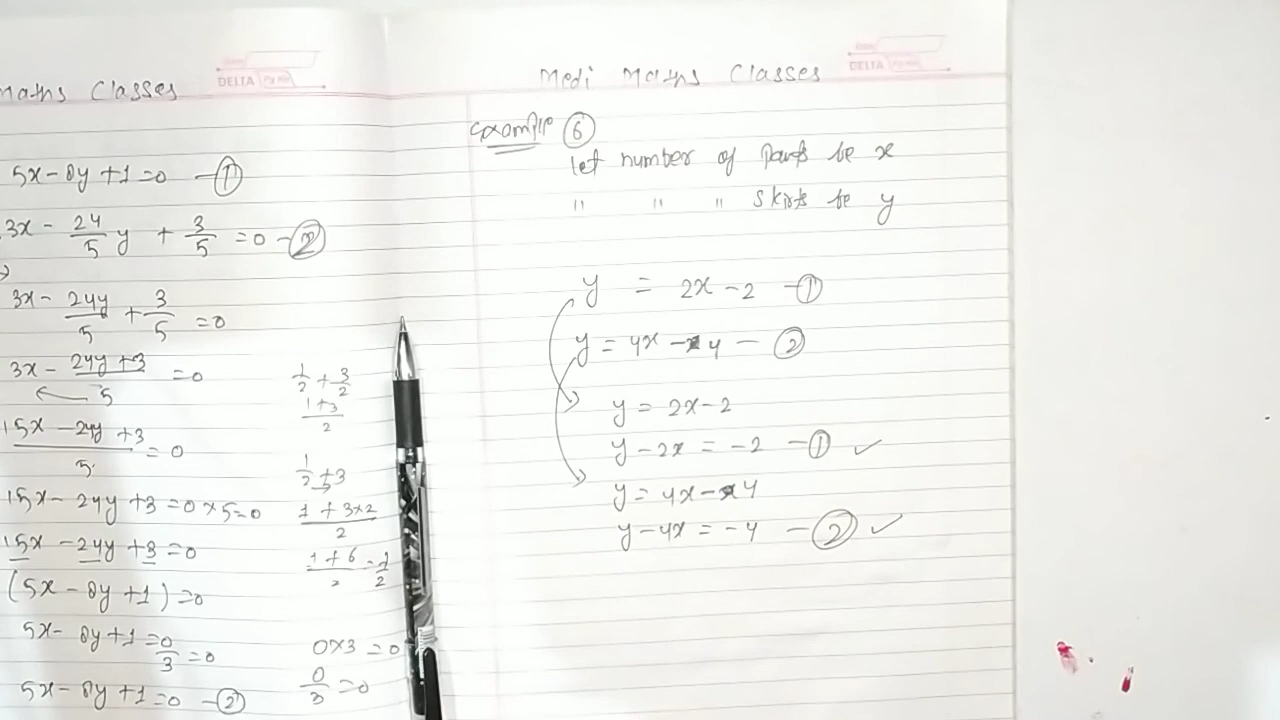 Maths Classes
DELTA
5x - 8y + 1 = 0 - ①
3x - 24/5 y + 3/5 = 0 - ②
3x - 24y/5 + 3/5 = 0
3x - 24y + 3/5 = 0
15x - 24y + 3/5 = 0
15x - 24y + 3 = 0 × 5 = 0
15x - 24y + 3 = 0
(5x - 8y + 1) = 0
5x - 8y + 1 = 0/3 = 0
5x - 8y + 1 = 0 - ②
1/2 + 3/2
1+3/2
1/2 + 3
1 + 3×2/2
1 + 6/2 = 7/2
0×3 = 0
0/3 = 0
Medi Maths Classes
DELTA
Example ⑥
let number of Pants be x
" " " Skirts be y
y = 2x - 2 - ①
y = 4x - 4 - ②
y = 2x - 2
y - 2x = -2 - ① ✓
y = 4x - 4
y - 4x = -4 - ② ✓